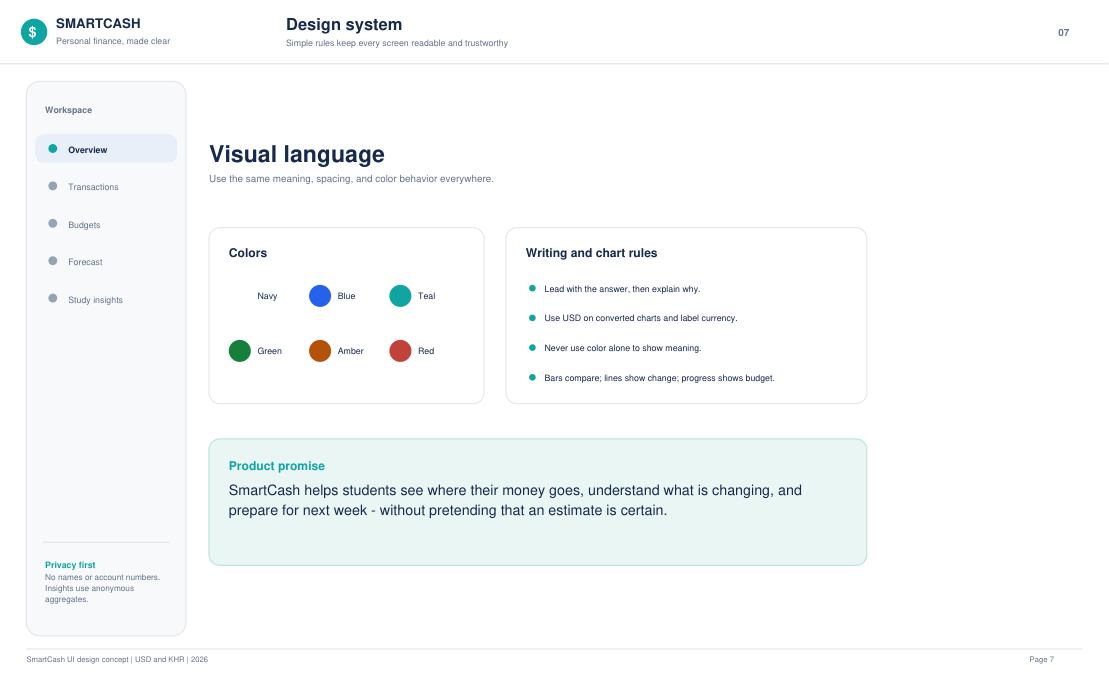 $
SMARTCASH
Personal finance, made clear
Design system
Simple rules keep every screen readable and trustworthy
07
Workspace
Overview
Transactions
Budgets
Forecast
Study insights
Privacy first
No names or account numbers.
Insights use anonymous
aggregates.
Visual language
Use the same meaning, spacing, and color behavior everywhere.
Colors
Navy
Blue
Teal
Green
Amber
Red
Writing and chart rules
Lead with the answer, then explain why.
Use USD on converted charts and label currency.
Never use color alone to show meaning.
Bars compare; lines show change; progress shows budget.
Product promise
SmartCash helps students see where their money goes, understand what is changing, and
prepare for next week - without pretending that an estimate is certain.
SmartCash UI design concept | USD and KHR | 2026
Page 7